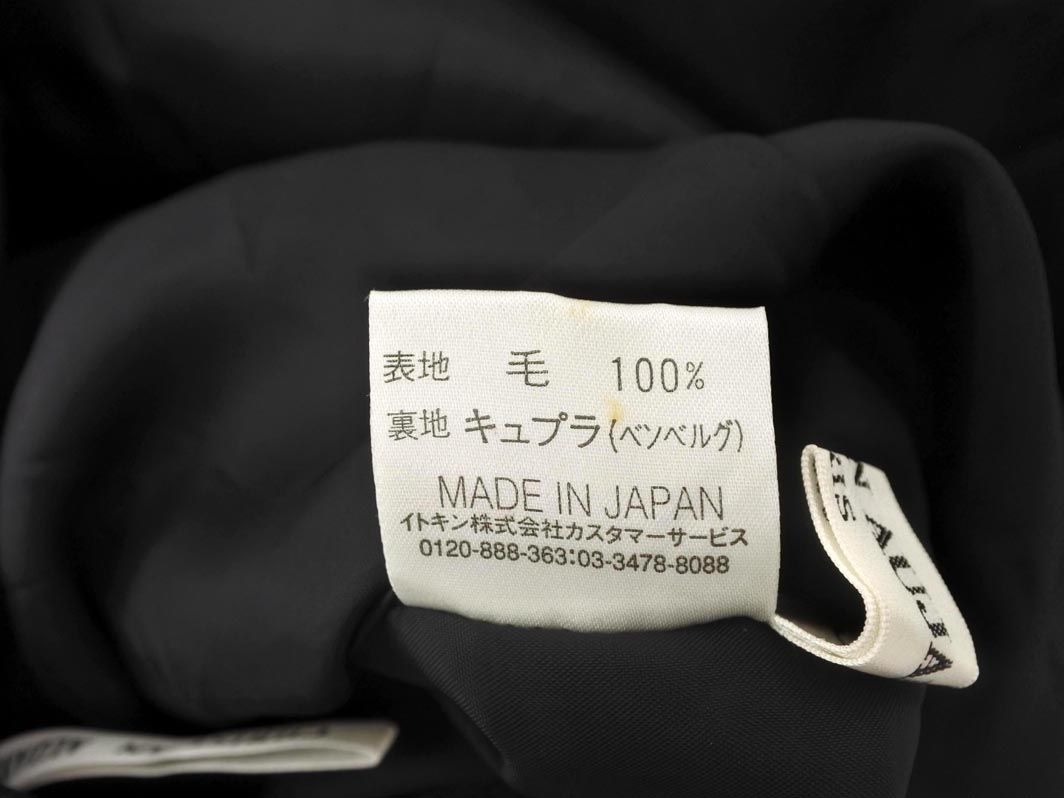 表地 毛 100%
裏地 キュプラ(ベンベルグ)
MADE IN JAPAN
イトキン株式会社カスタマーサービス
0120-888-363:03-3478-8088
N AUJA